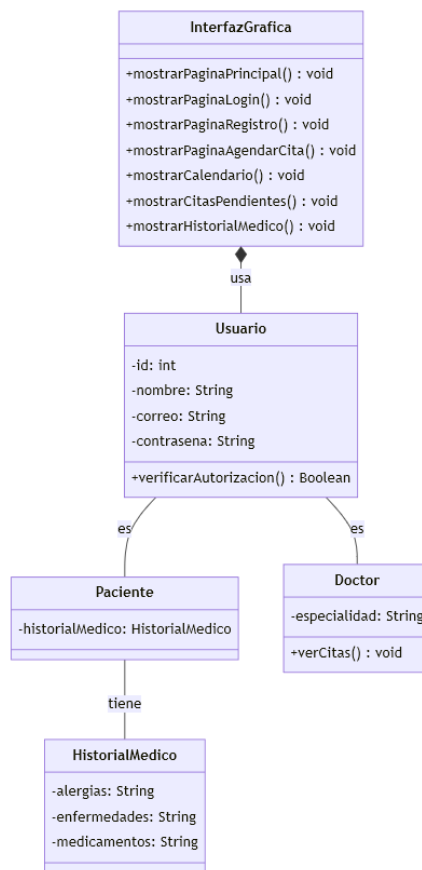 InterfazGrafica
+mostrarPaginaPrincipal() : void
+mostrarPaginaLogin() : void
+mostrarPaginaRegistro() : void
+mostrarPaginaAgendarCita() : void
+mostrarCalendario() : void
+mostrarCitasPendientes() : void
+mostrarHistorialMedico() : void
usa
Usuario
-id: int
-nombre: String
-correo: String
-contrasena: String
+verificarAutorizacion() : Boolean
es
es
Paciente
-historialMedico: HistorialMedico
Doctor
-especialidad: String
+verCitas() : void
tiene
HistorialMedico
-alergias: String
-enfermedades: String
-medicamentos: String